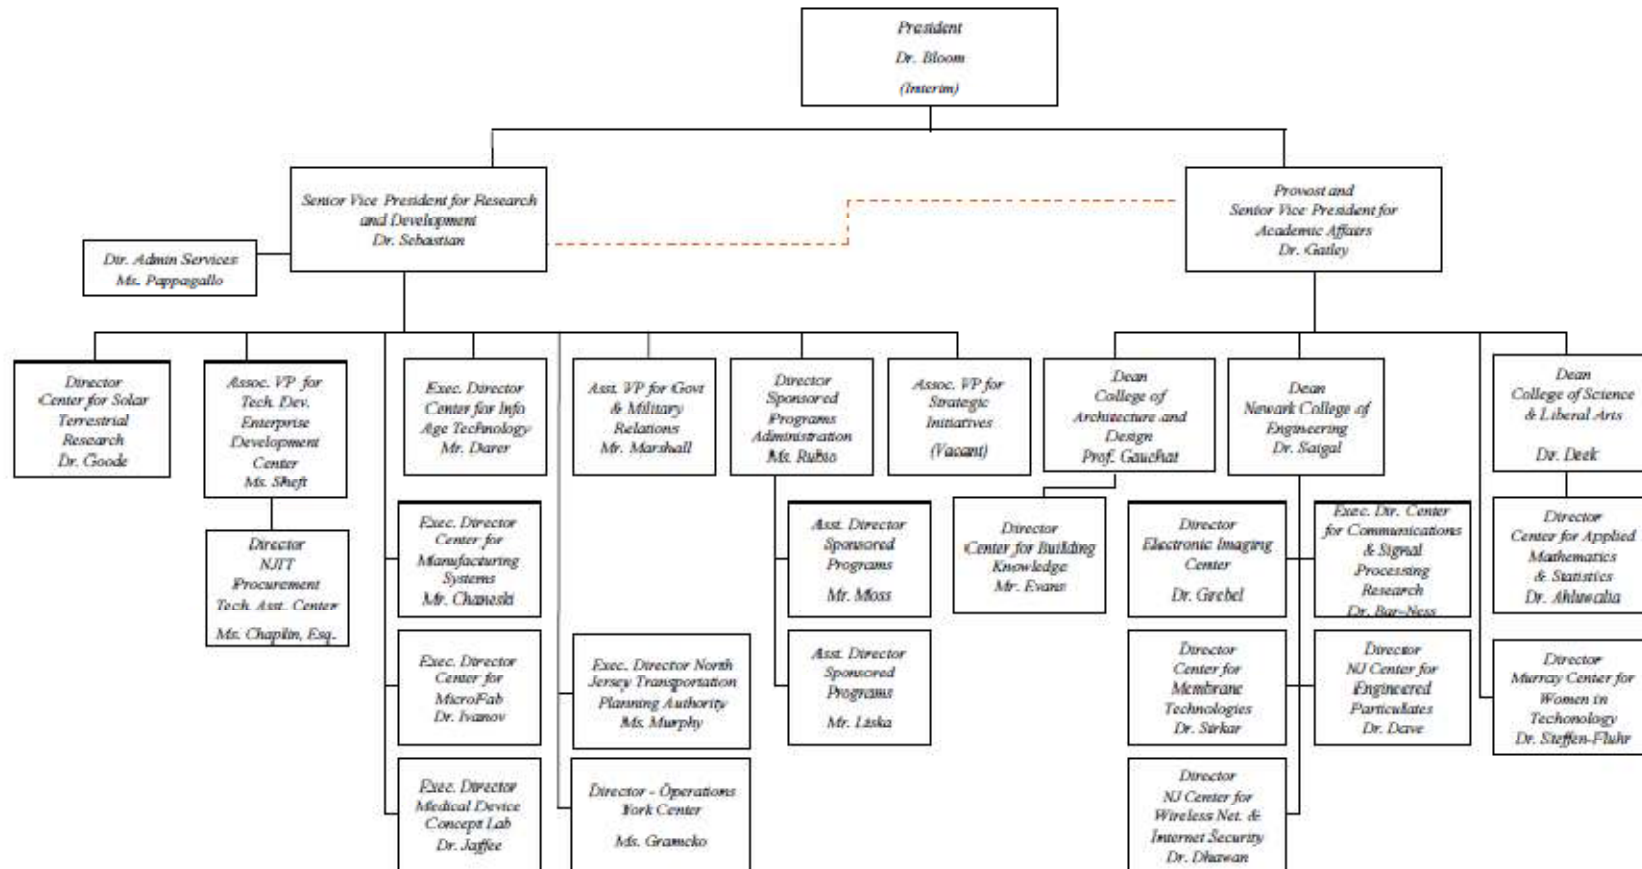 President
Dr. Bloom
(Interim)
Senior Vice President for Research
and Development
Dr. Sebastian
Provost and
Senior Vice President for
Academic Affairs
Dr. Gatley
Dir. Admin Services
Ms. Pappagallo
Director
Center for Solar
Terrestrial
Research
Dr. Goode
Assoc. VP for
Tech. Dev.
Enterprise
Development
Center
Ms. Sheft
Exec. Director
Center for Info
Age Technology
Mr. Darer
Asst. VP for Govt
& Military
Relations
Mr. Marshall
Director
Sponsored
Programs
Administration
Ms. Rubio
Assoc. VP for
Strategic
Initiatives
(Vacant)
Dean
College of
Architecture and
Design
Prof. Gauchat
Dean
Newark College of
Engineering
Dr. Saigal
Dean
College of Science
& Liberal Arts
Dr. Deek
Director
NJIT
Procurement
Tech. Asst. Center
Ms. Chaplin, Esq.
Exec. Director
Center for
Manufacturing
Systems
Mr. Chaneski
Asst. Director
Sponsored
Programs
Mr. Moss
Director
Center for Building
Knowledge
Mr. Evans
Director
Electronic Imaging
Center
Dr. Grebel
Exec. Dir. Center
for Communications
& Signal
Processing
Research
Dr. Bar-Ness
Director
Center for Applied
Mathematics
& Statistics
Dr. Ahluwalia
Exec. Director
Center for
MicroFab
Dr. Ivanov
Exec. Director North
Jersey Transportation
Planning Authority
Ms. Murphy
Asst. Director
Sponsored
Programs
Mr. Liska
Director
Center for
Membrane
Technologies
Dr. Sirkar
Director
NJ Center for
Engineered
Particulates
Dr. Dave
Director
Murray Center for
Women in
Techonology
Dr. Steffen-Fluhr
Exec. Director
Medical Device
Concept Lab
Dr. Jaffee
Director - Operations
York Center
Ms. Gramcko
Director
NJ Center for
Wireless Net. &
Internet Security
Dr. Dhawan